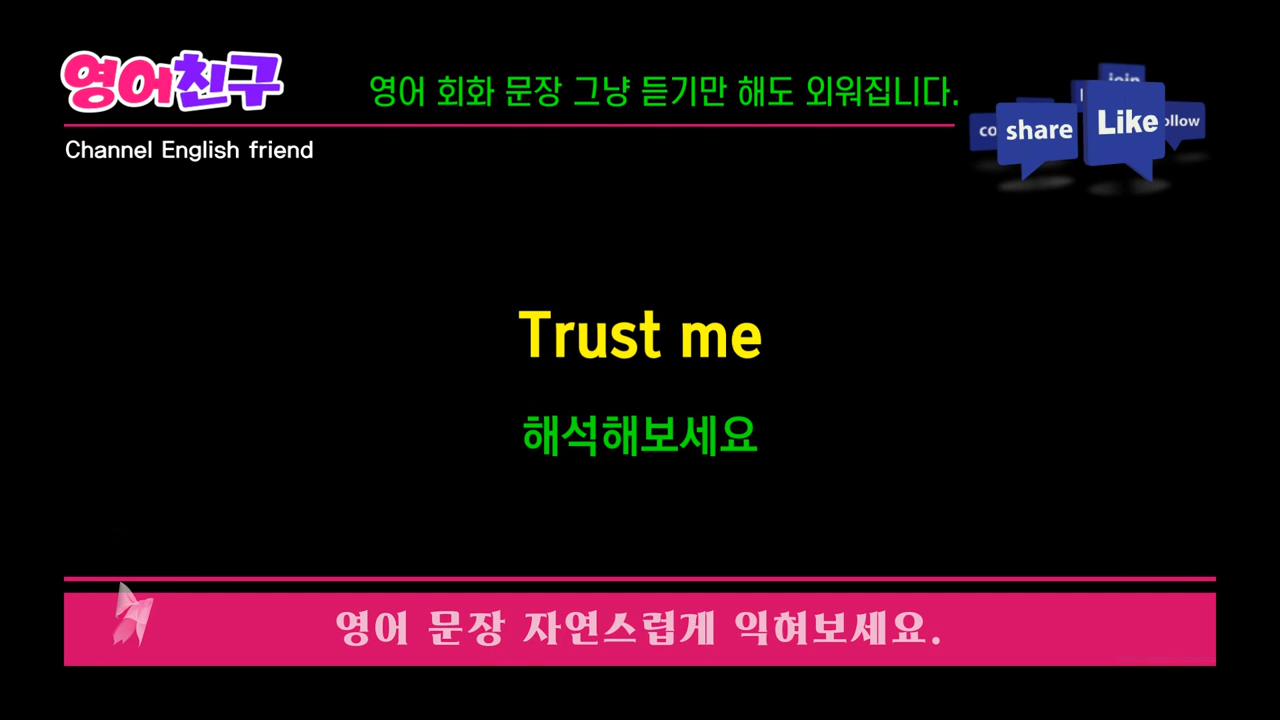 영어친구
영어 회화 문장 그냥 듣기만 해도 외워집니다.
Channel English friend
join
share
Like
Trust me
해석해보세요
영어 문장 자연스럽게 익혀보세요.